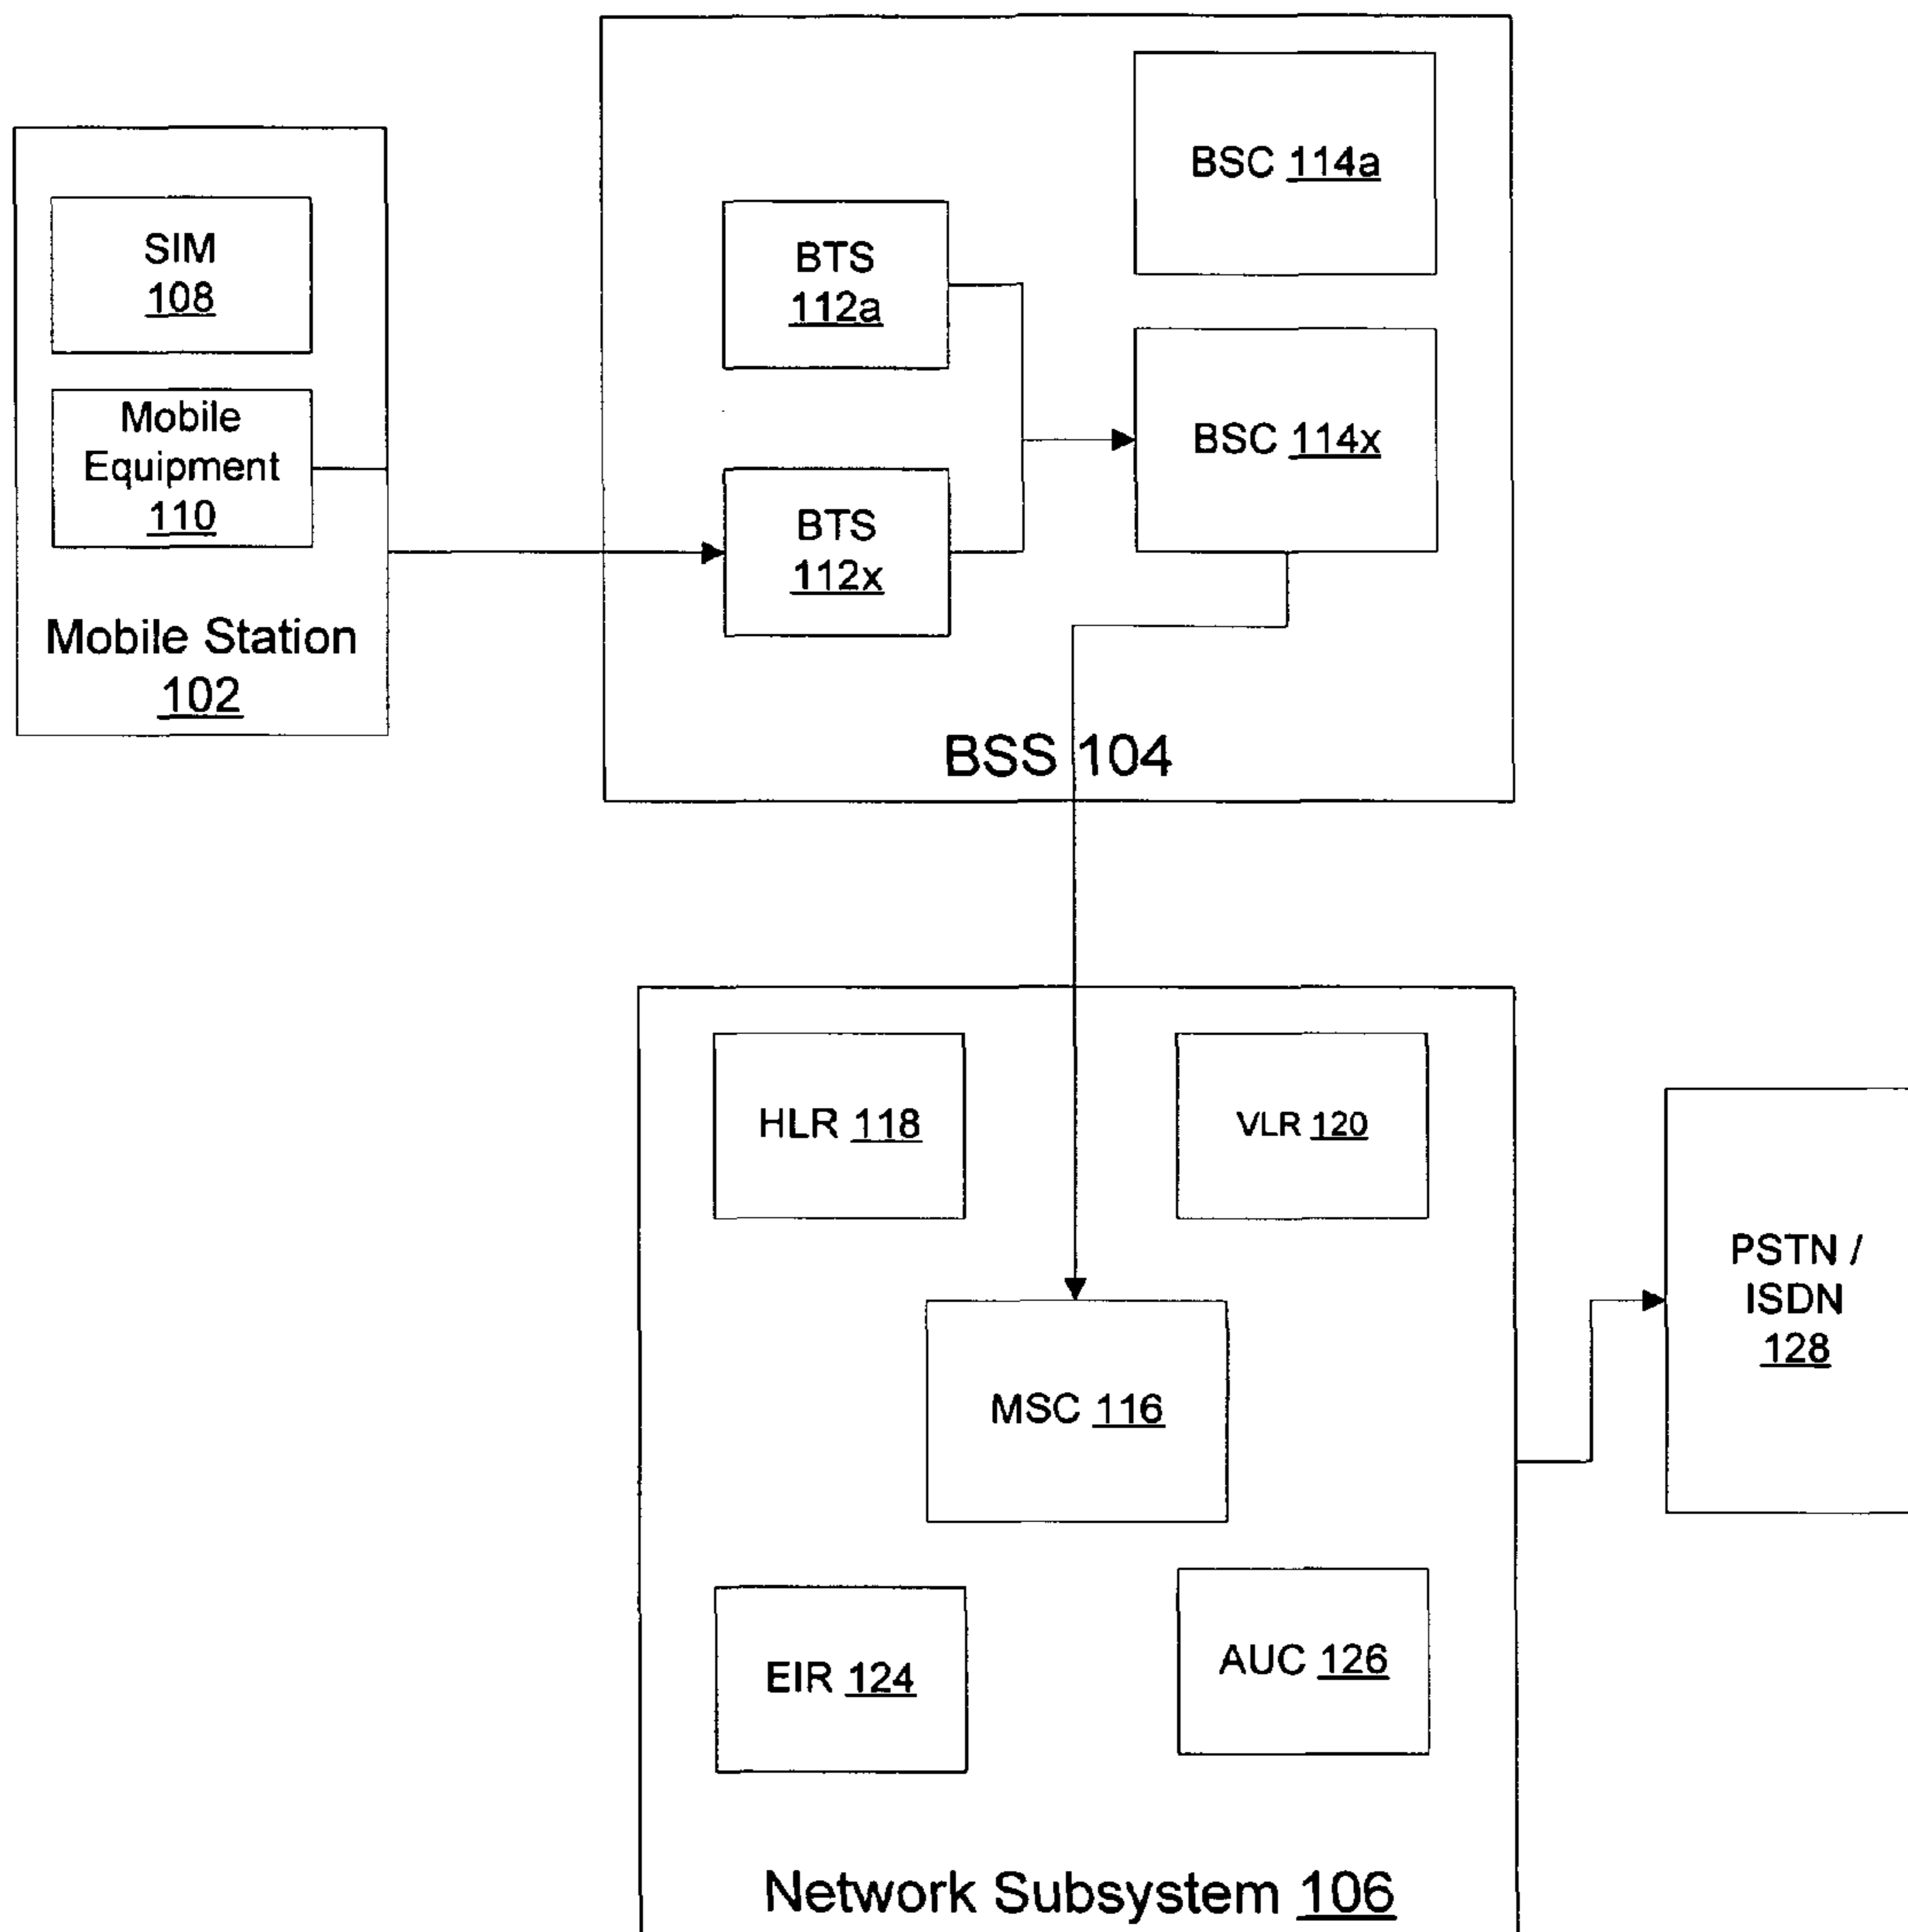 SIM
108
Mobile
Equipment
110
Mobile Station
102
BTS
112a
BTS
112x
BSC 114a
BSC 114x
BSS 104
HLR 118
VLR 120
MSC 116
EIR 124
AUC 126
Network Subsystem 106
PSTN /
ISDN
128